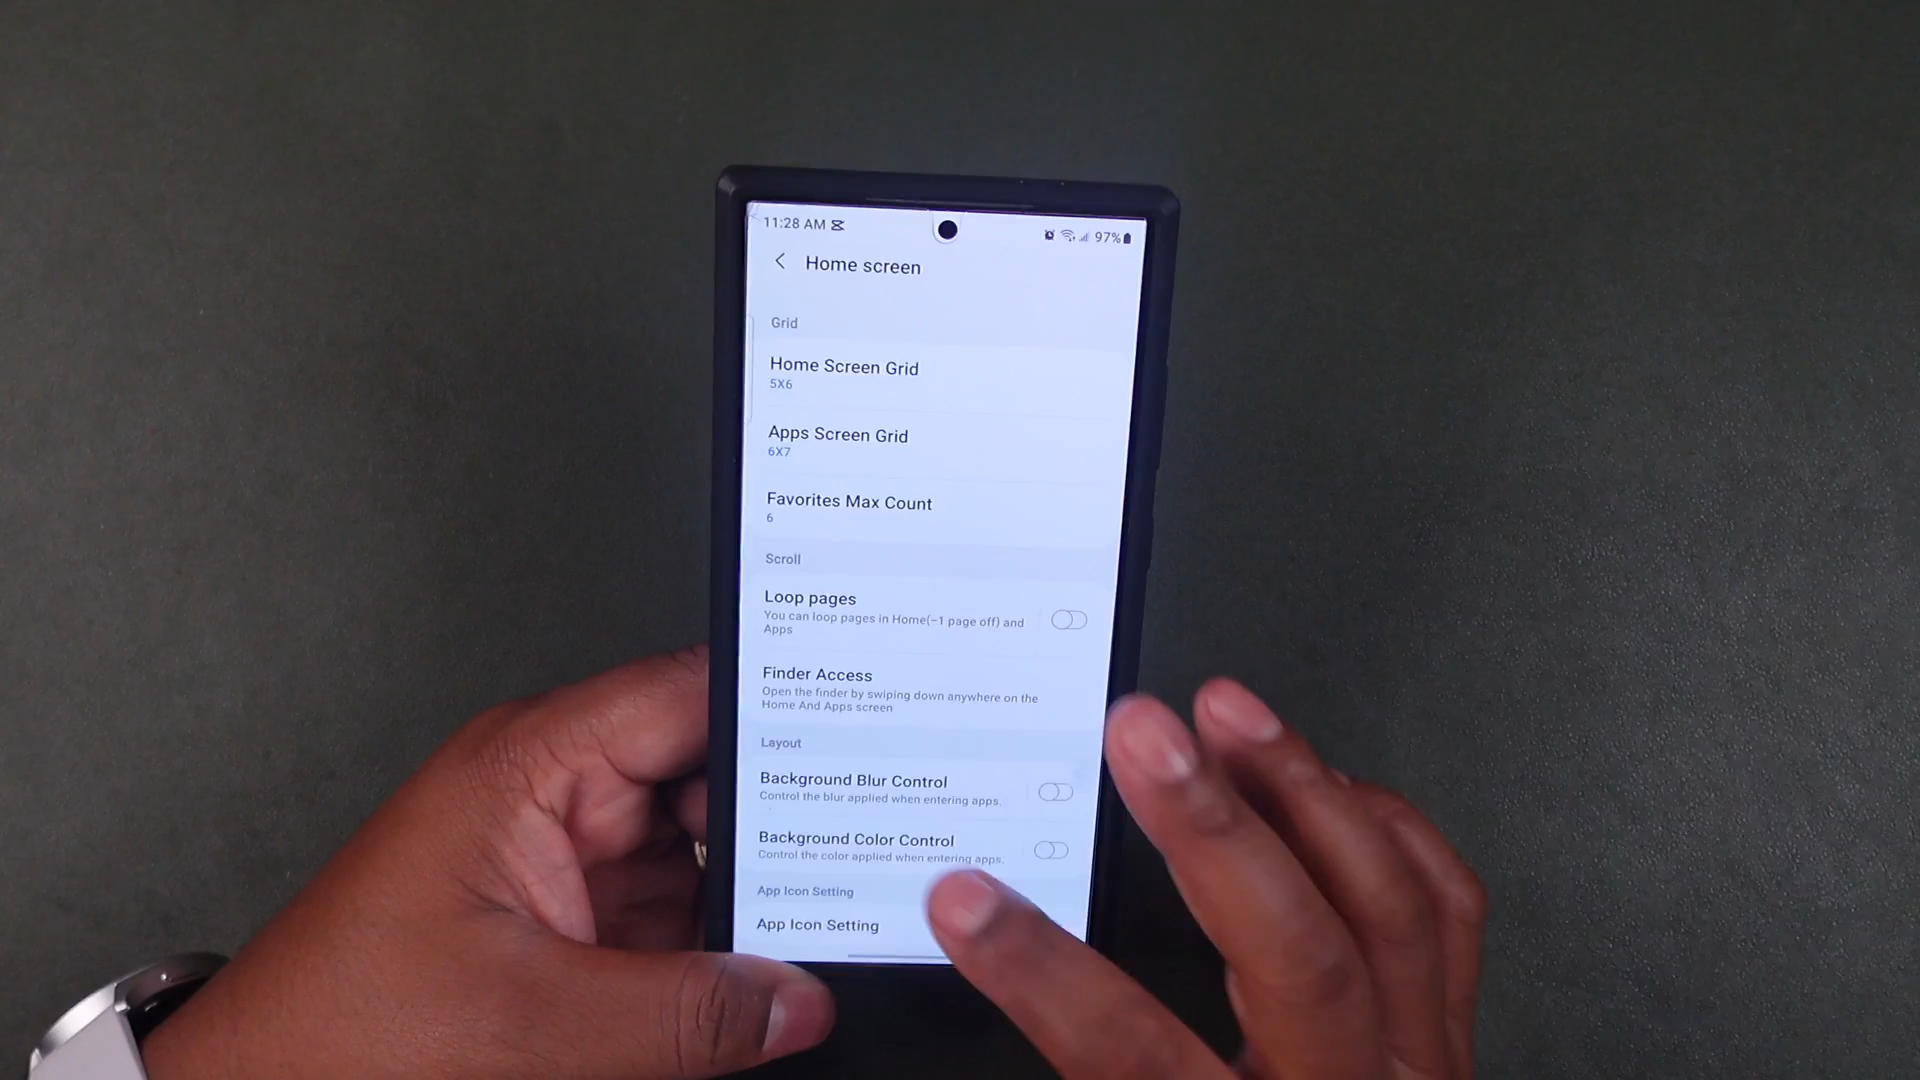 11:28 AM
97%
Home screen
Grid
Home Screen Grid
5X6
Apps Screen Grid
6X7
Favorites Max Count
6
Scroll
Loop pages
You can loop pages in Home(-1 page off) and
Apps
Finder Access
Open the finder by swiping down anywhere on the
Home And Apps screen
Layout
Background Blur Control
Control the blur applied when entering apps.
Background Color Control
Control the color applied when entering apps.
App Icon Setting
App Icon Setting